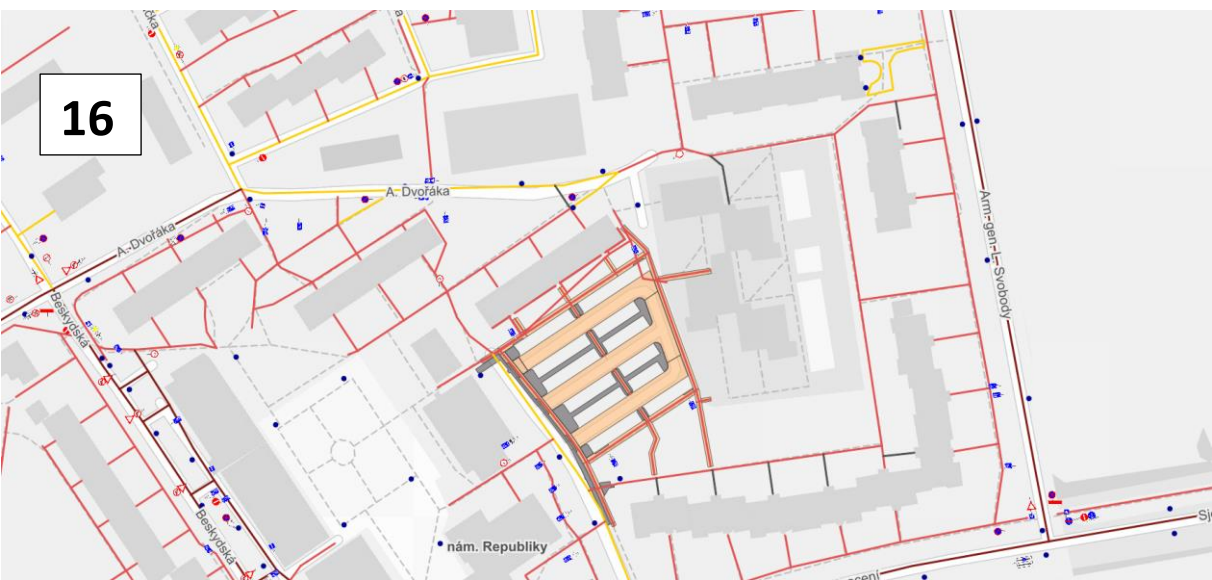 16
A. Dvořáka
A. Dvořáka
Beskydská
Arm. gen. L. Svobody
Beskydská
nám. Republiky